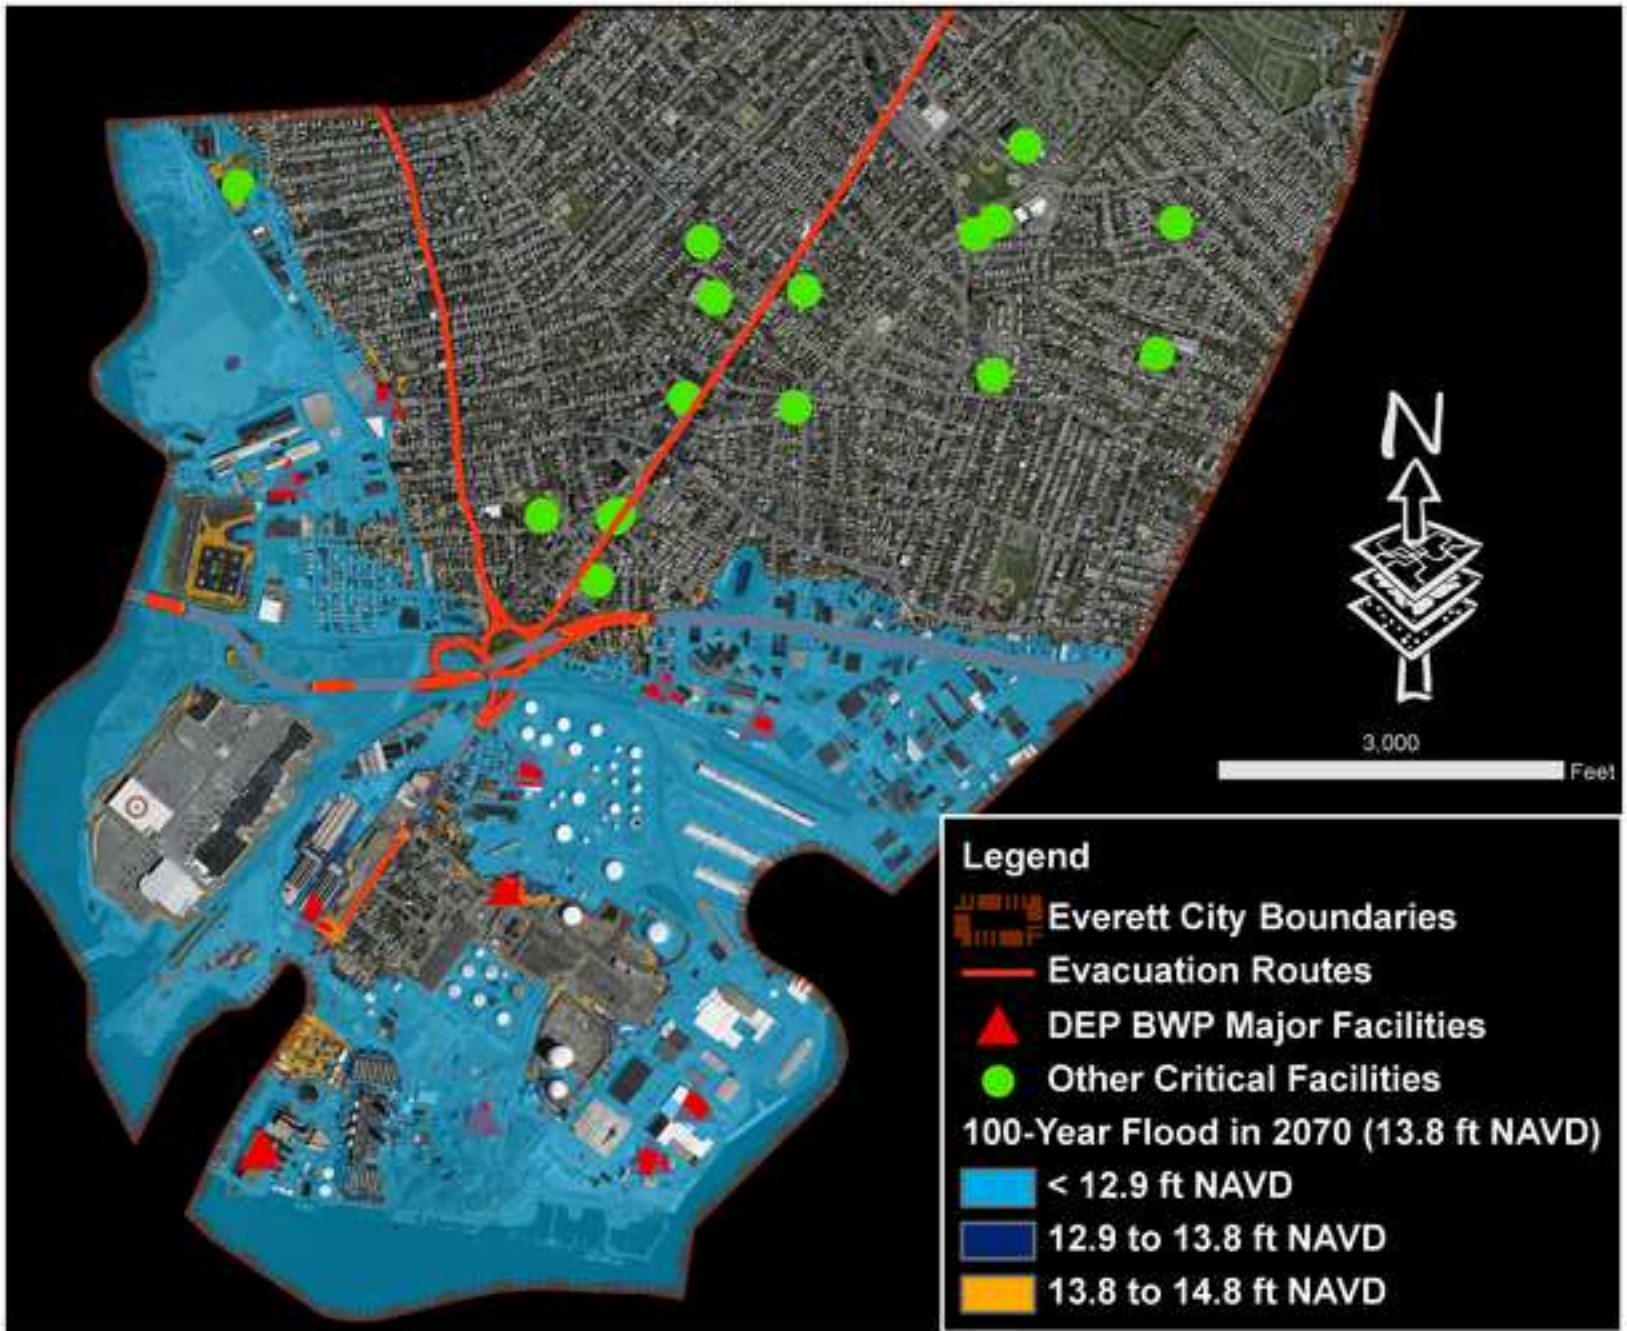 N
3,000
Feet
Legend
Everett City Boundaries
Evacuation Routes
DEP BWP Major Facilities
Other Critical Facilities
100-Year Flood in 2070 (13.8 ft NAVD)
< 12.9 ft NAVD
12.9 to 13.8 ft NAVD
13.8 to 14.8 ft NAVD